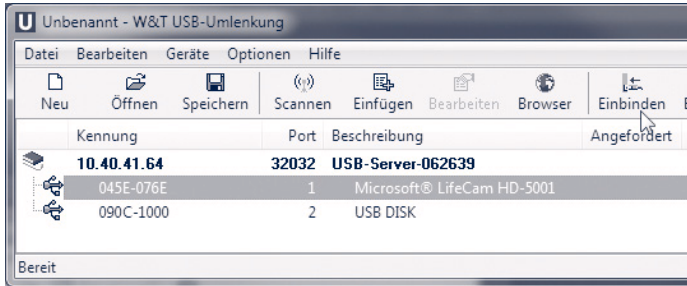 U Unbenannt - W&T USB-Umlenkung
Datei Bearbeiten Geräte Optionen Hilfe
Neu Öffnen Speichern Scannen Einfügen Bearbeiten Browser Einbinden
Kennung Port Beschreibung Angefordert
10.40.41.64 32032 USB-Server-062639
045E-076E 1 Microsoft® LifeCam HD-5001
090C-1000 2 USB DISK
Bereit